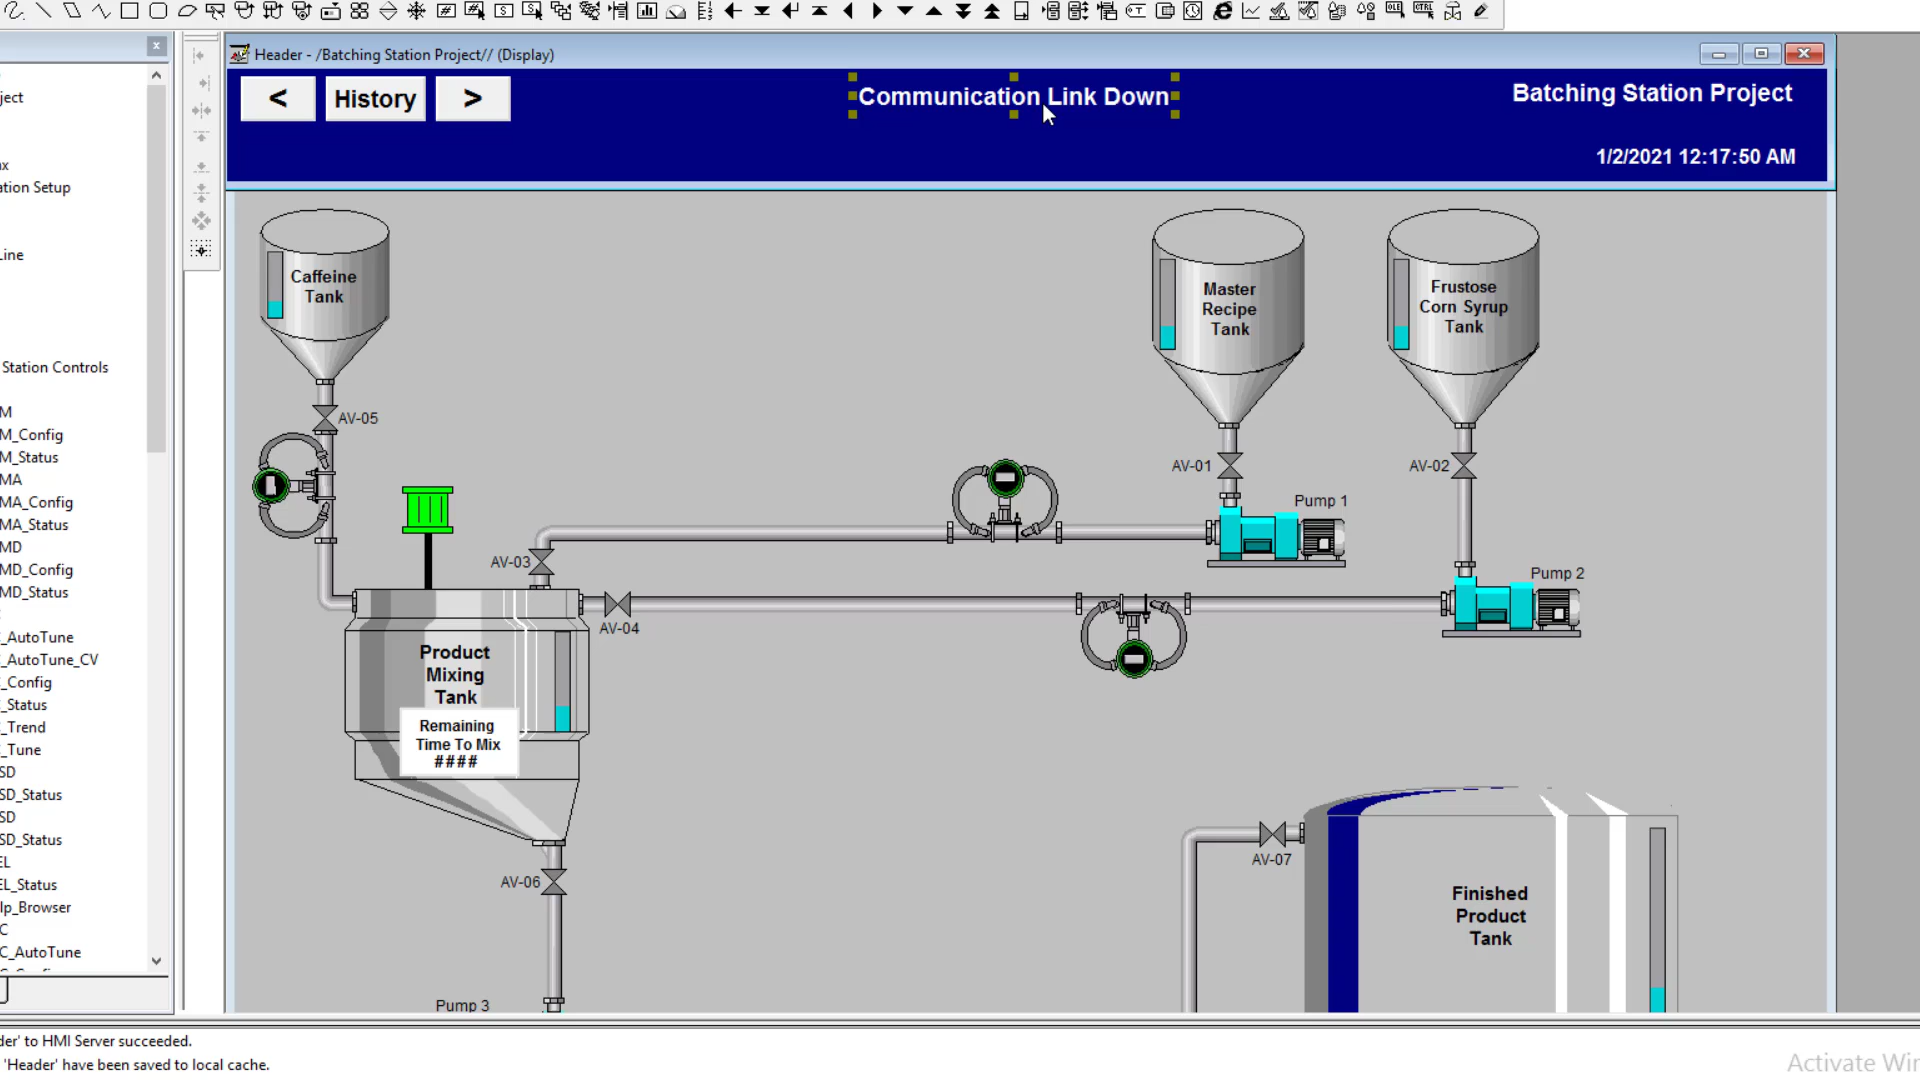 Header - /Batching Station Project// (Display)
< History >
Communication Link Down
Batching Station Project
1/2/2021 12:17:50 AM
ject
ax
ation Setup
Line
Station Controls
M
M_Config
M_Status
MA
MA_Config
MA_Status
MD
MD_Config
MD_Status
_AutoTune
_AutoTune_CV
_Config
_Status
_Trend
_Tune
SD
SD_Status
SD
SD_Status
EL
EL_Status
lp_Browser
C
C_AutoTune
Caffeine
Tank
Master
Recipe
Tank
Frustose
Corn Syrup
Tank
AV-05
AV-01
AV-02
Pump 1
AV-03
Pump 2
AV-04
Product
Mixing
Tank
Remaining
Time To Mix
####
AV-07
AV-06
Finished
Product
Tank
Pump 3
der' to HMI Server succeeded.
'Header' have been saved to local cache.
Activate Win